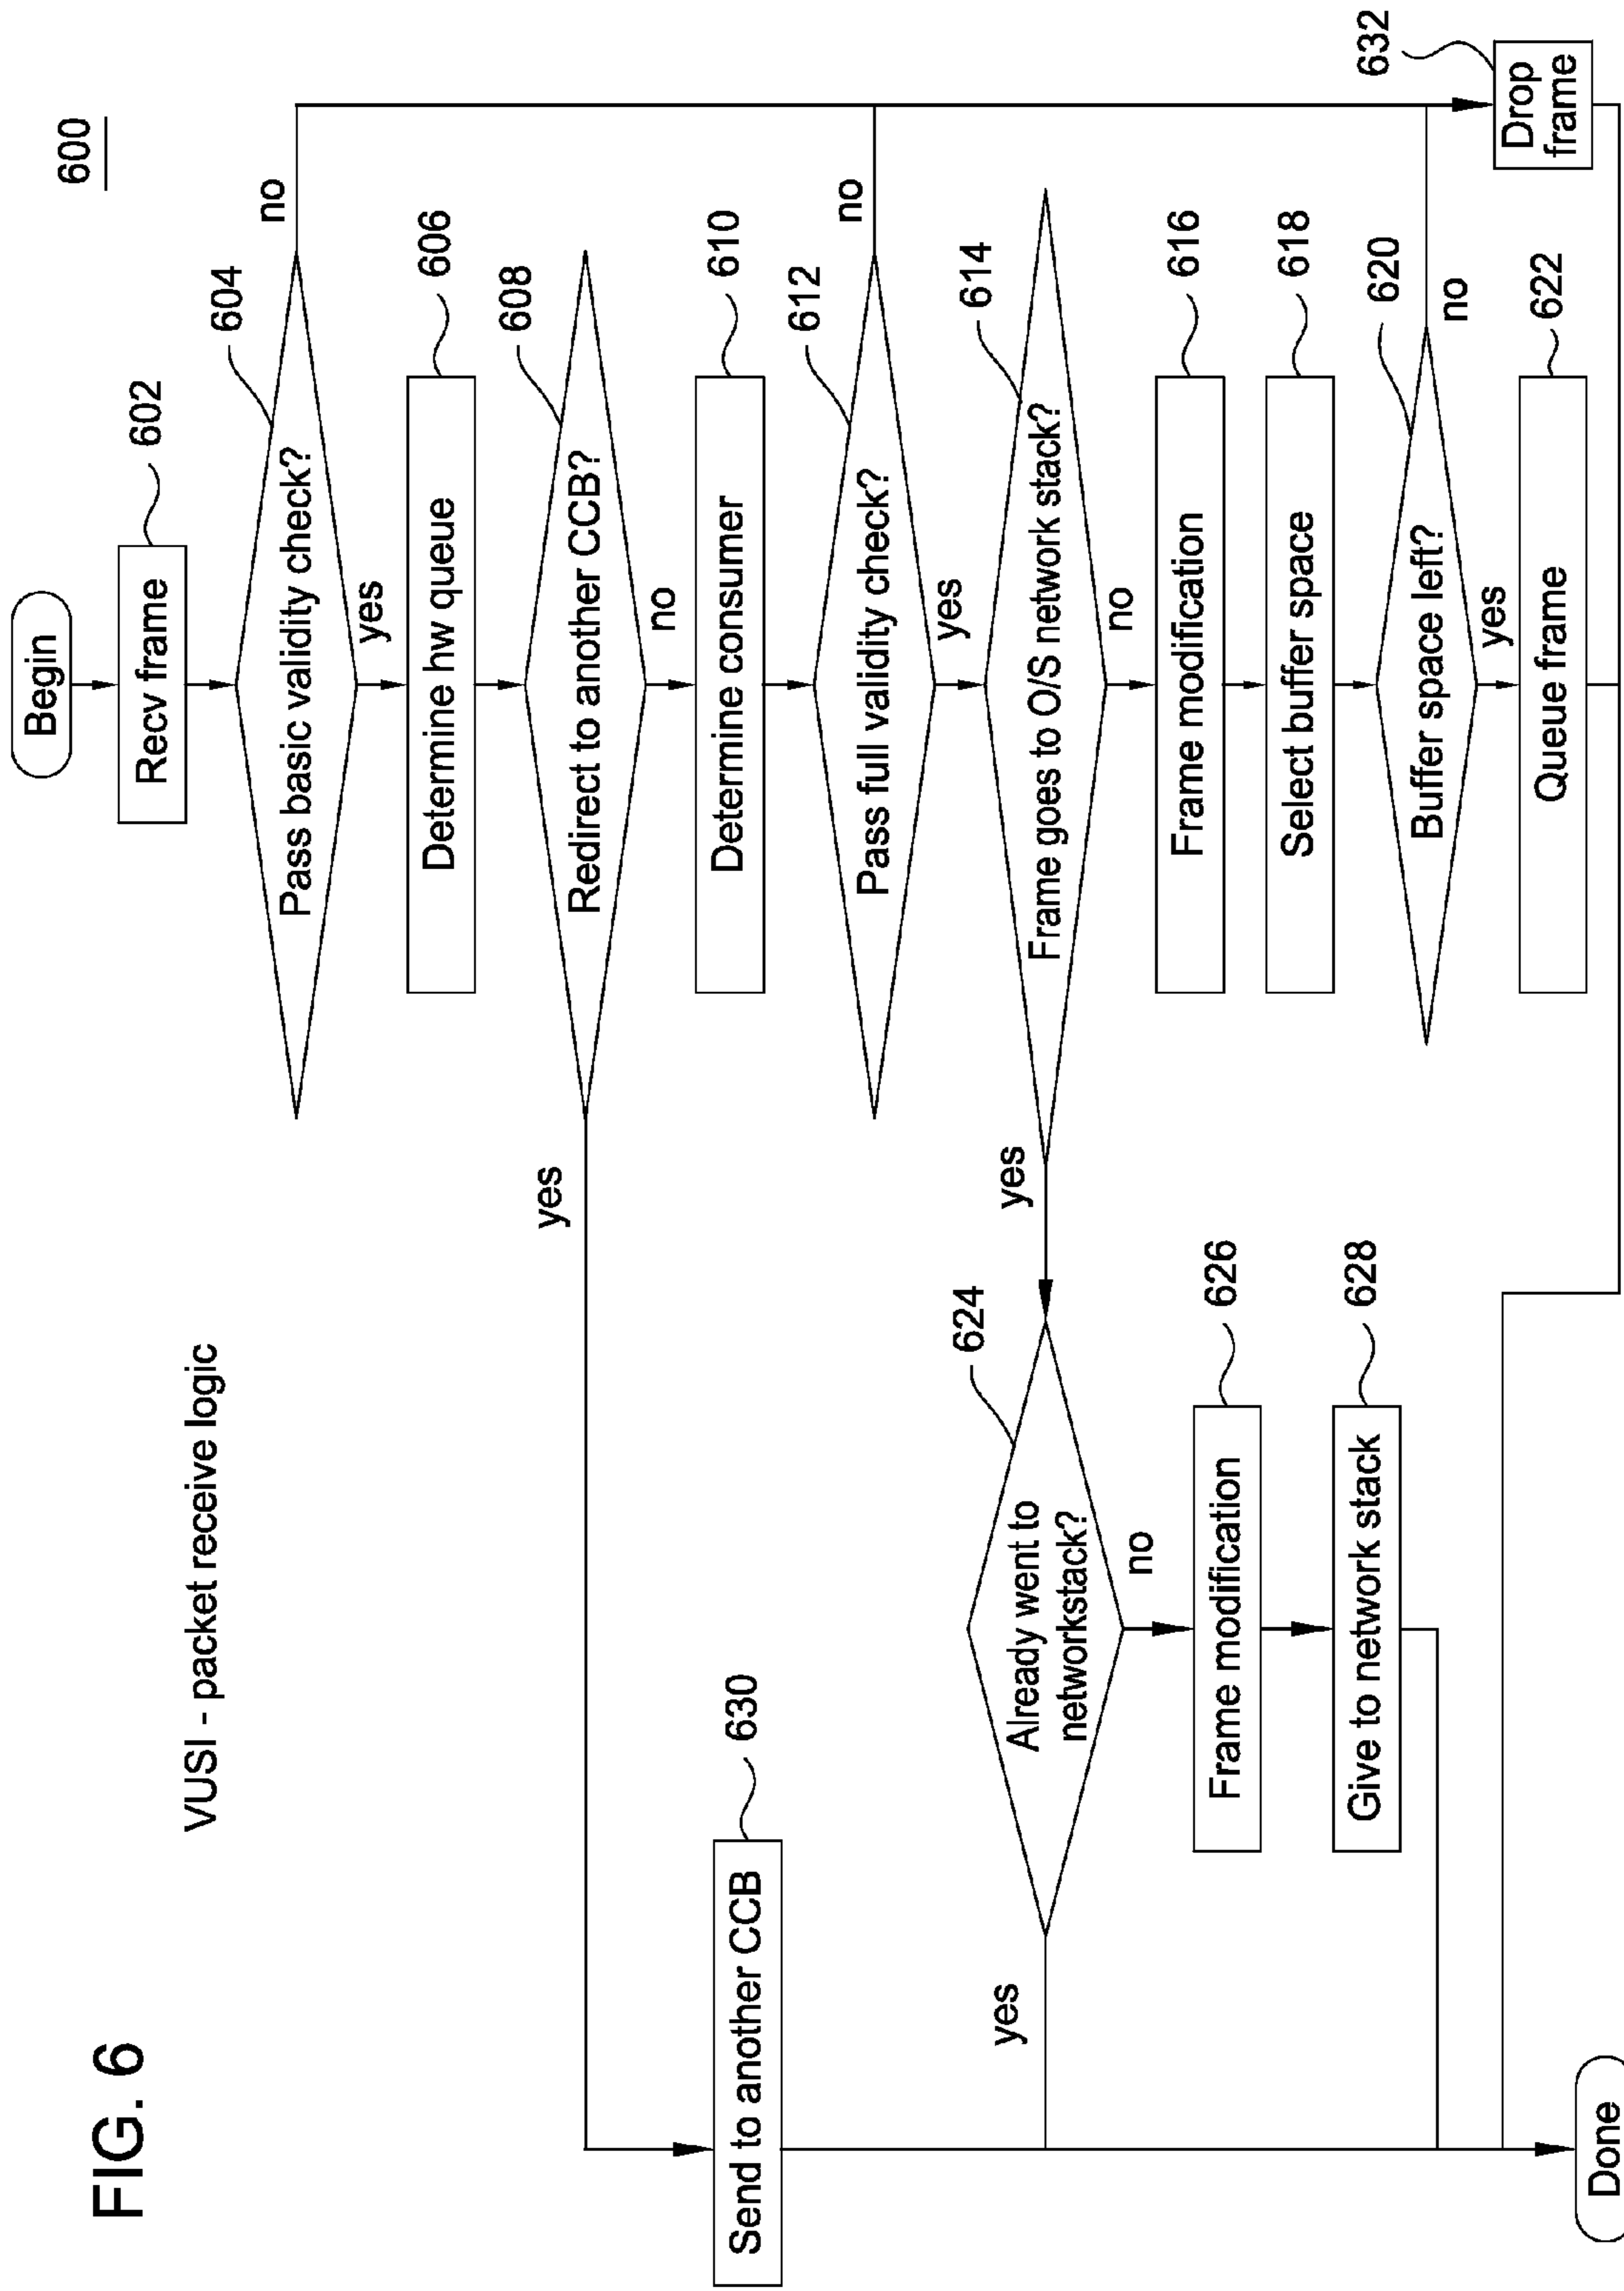 FIG. 6
VUSI - packet receive logic
600
Begin
Recv frame
602
604
Pass basic validity check?
no
yes
Determine hw queue
606
608
Redirect to another CCB?
yes
no
Determine consumer
610
Send to another CCB
630
612
Pass full validity check?
no
yes
614
Frame goes to O/S network stack?
yes
no
624
Already went to
networkstack?
yes
no
Frame modification
616
Frame modification
626
Select buffer space
618
Give to network stack
628
620
Buffer space left?
no
yes
Queue frame
622
632
Drop
frame
Done